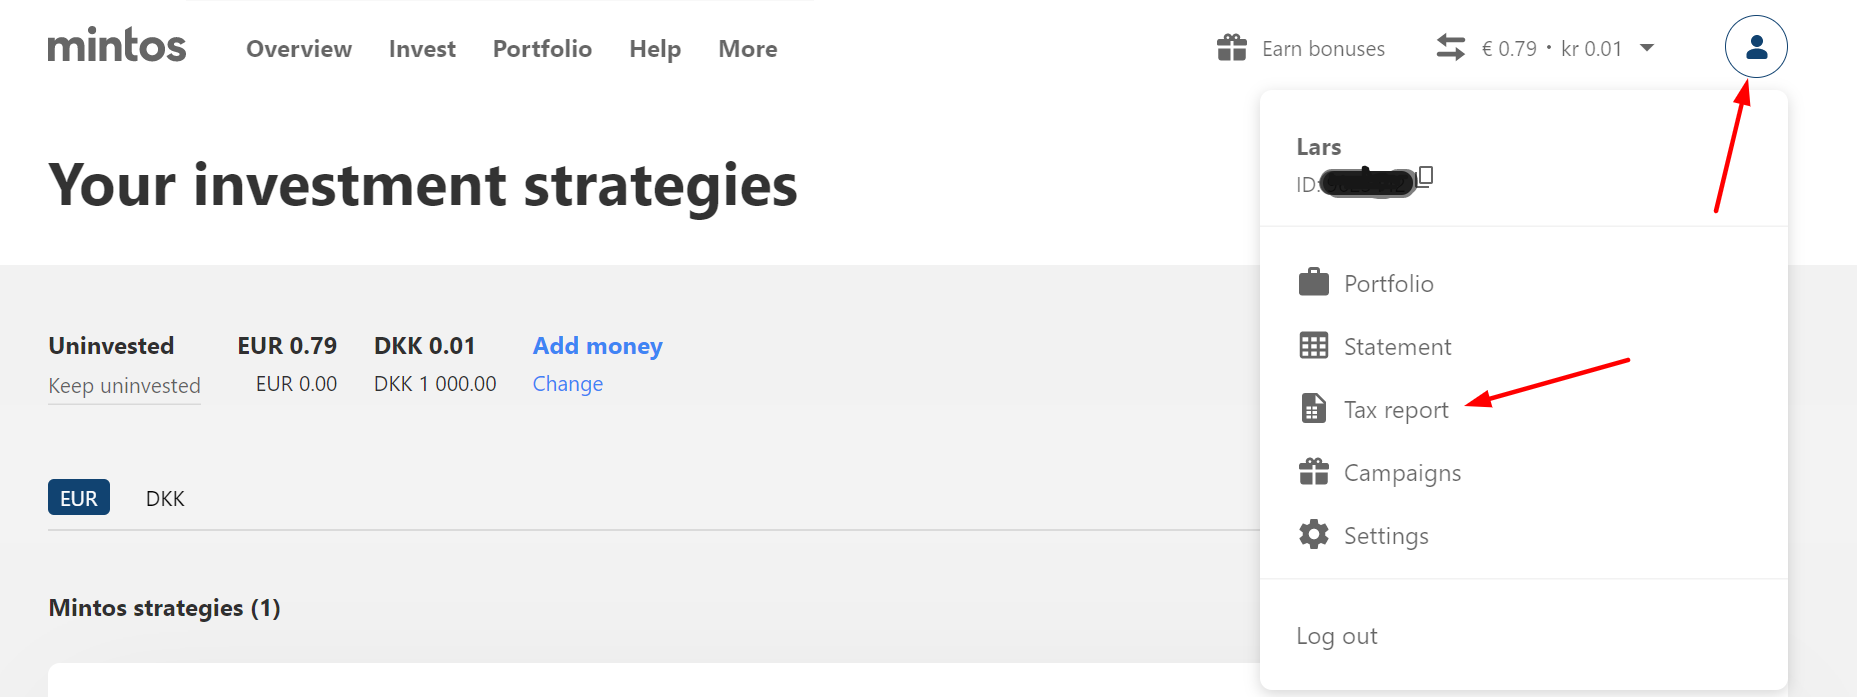 mintos Overview Invest Portfolio Help More Earn bonuses € 0.79 • kr 0.01
Your investment strategies
Lars
ID:
Portfolio
Statement
Tax report
Campaigns
Settings
Log out
Uninvested EUR 0.79 DKK 0.01 Add money
Keep uninvested EUR 0.00 DKK 1 000.00 Change
EUR DKK
Mintos strategies (1)